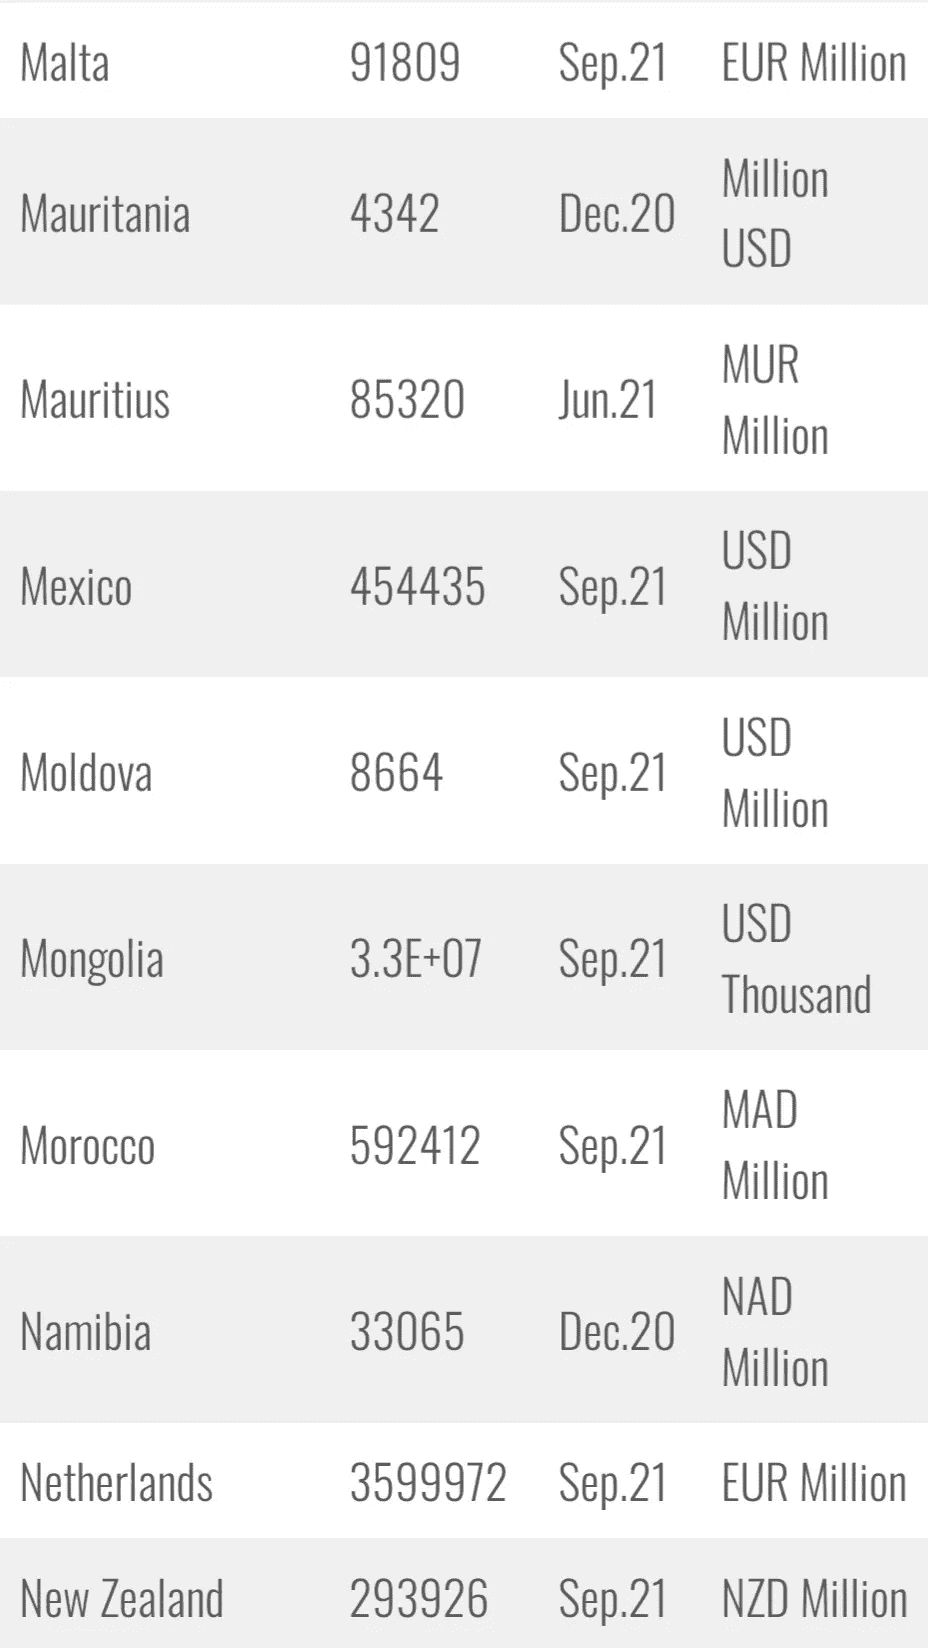 Malta 91809 Sep.21 EUR Million
Mauritania 4342 Dec.20 Million
USD
Mauritius 85320 Jun.21 MUR
Million
Mexico 454435 Sep.21 USD
Million
Moldova 8664 Sep.21 USD
Million
Mongolia 3.3E+07 Sep.21 USD
Thousand
Morocco 592412 Sep.21 MAD
Million
Namibia 33065 Dec.20 NAD
Million
Netherlands 3599972 Sep.21 EUR Million
New Zealand 293926 Sep.21 NZD Million